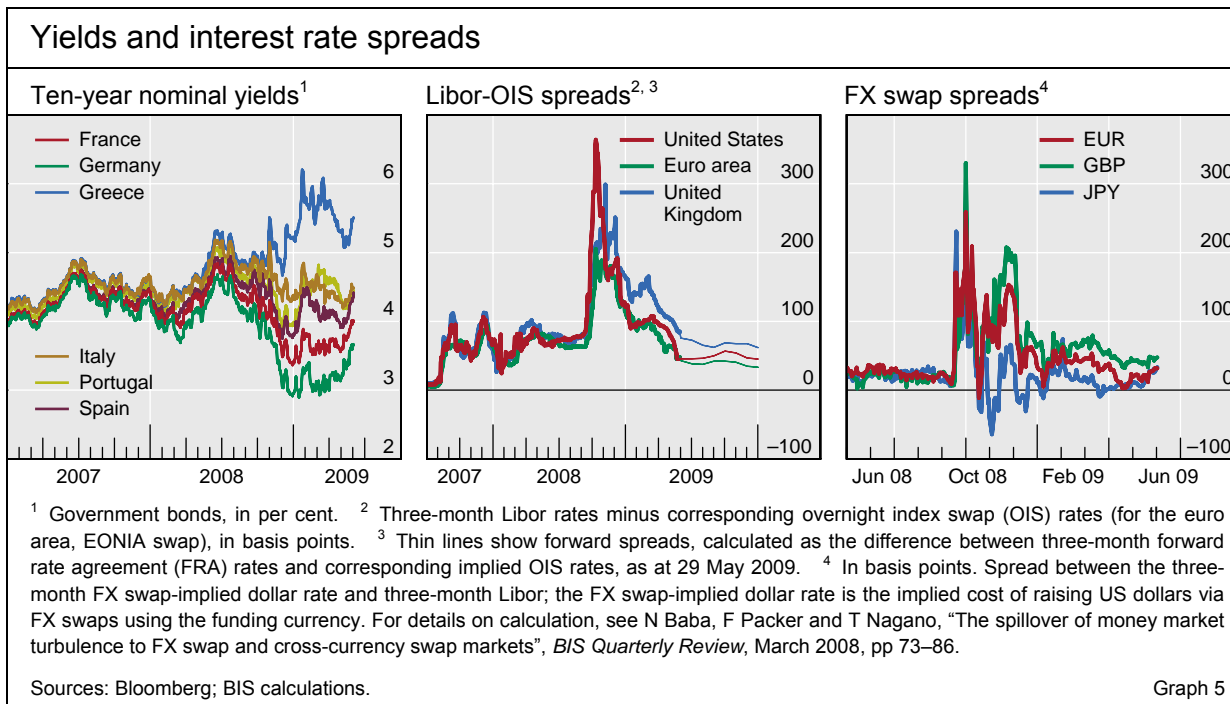 Yields and interest rate spreads
Ten-year nominal yields1
France
Germany
Greece
Italy
Portugal
Spain
6
5
4
3
2
2007 2008 2009
Libor-OIS spreads2, 3
United States
Euro area
United
Kingdom
300
200
100
0
–100
2007 2008 2009
FX swap spreads4
EUR
GBP
JPY
300
200
100
0
–100
Jun 08 Oct 08 Feb 09 Jun 09
1 Government bonds, in per cent. 2 Three-month Libor rates minus corresponding overnight index swap (OIS) rates (for the euro
area, EONIA swap), in basis points. 3 Thin lines show forward spreads, calculated as the difference between three-month forward
rate agreement (FRA) rates and corresponding implied OIS rates, as at 29 May 2009. 4 In basis points. Spread between the three-
month FX swap-implied dollar rate and three-month Libor; the FX swap-implied dollar rate is the implied cost of raising US dollars via
FX swaps using the funding currency. For details on calculation, see N Baba, F Packer and T Nagano, “The spillover of money market
turbulence to FX swap and cross-currency swap markets”, BIS Quarterly Review, March 2008, pp 73–86.
Sources: Bloomberg; BIS calculations. Graph 5